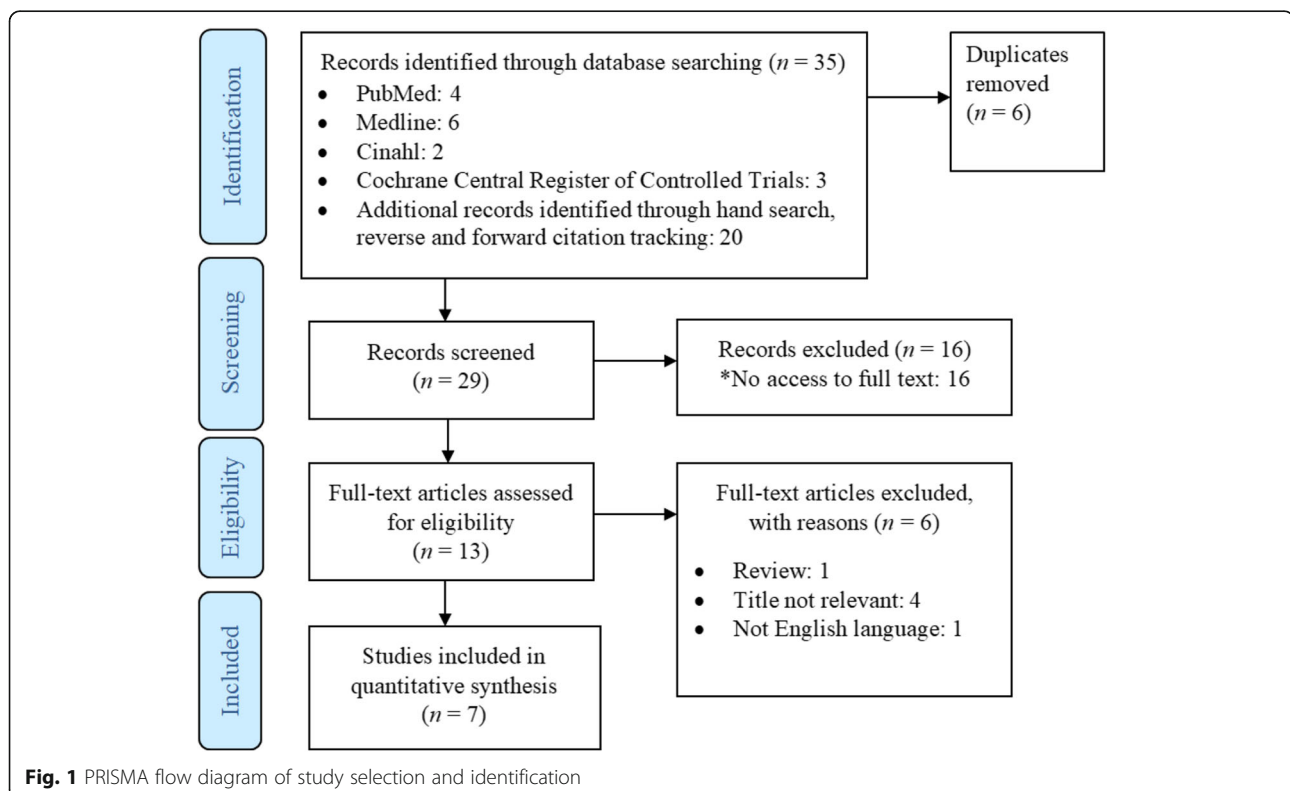 Identification
Records identified through database searching (n = 35)
• PubMed: 4
• Medline: 6
• Cinahl: 2
• Cochrane Central Register of Controlled Trials: 3
• Additional records identified through hand search,
reverse and forward citation tracking: 20
Duplicates
removed
(n = 6)
Screening
Records screened
(n = 29)
Records excluded (n = 16)
*No access to full text: 16
Eligibility
Full-text articles assessed
for eligibility
(n = 13)
Full-text articles excluded,
with reasons (n = 6)
• Review: 1
• Title not relevant: 4
• Not English language: 1
Included
Studies included in
quantitative synthesis
(n = 7)
Fig. 1 PRISMA flow diagram of study selection and identification